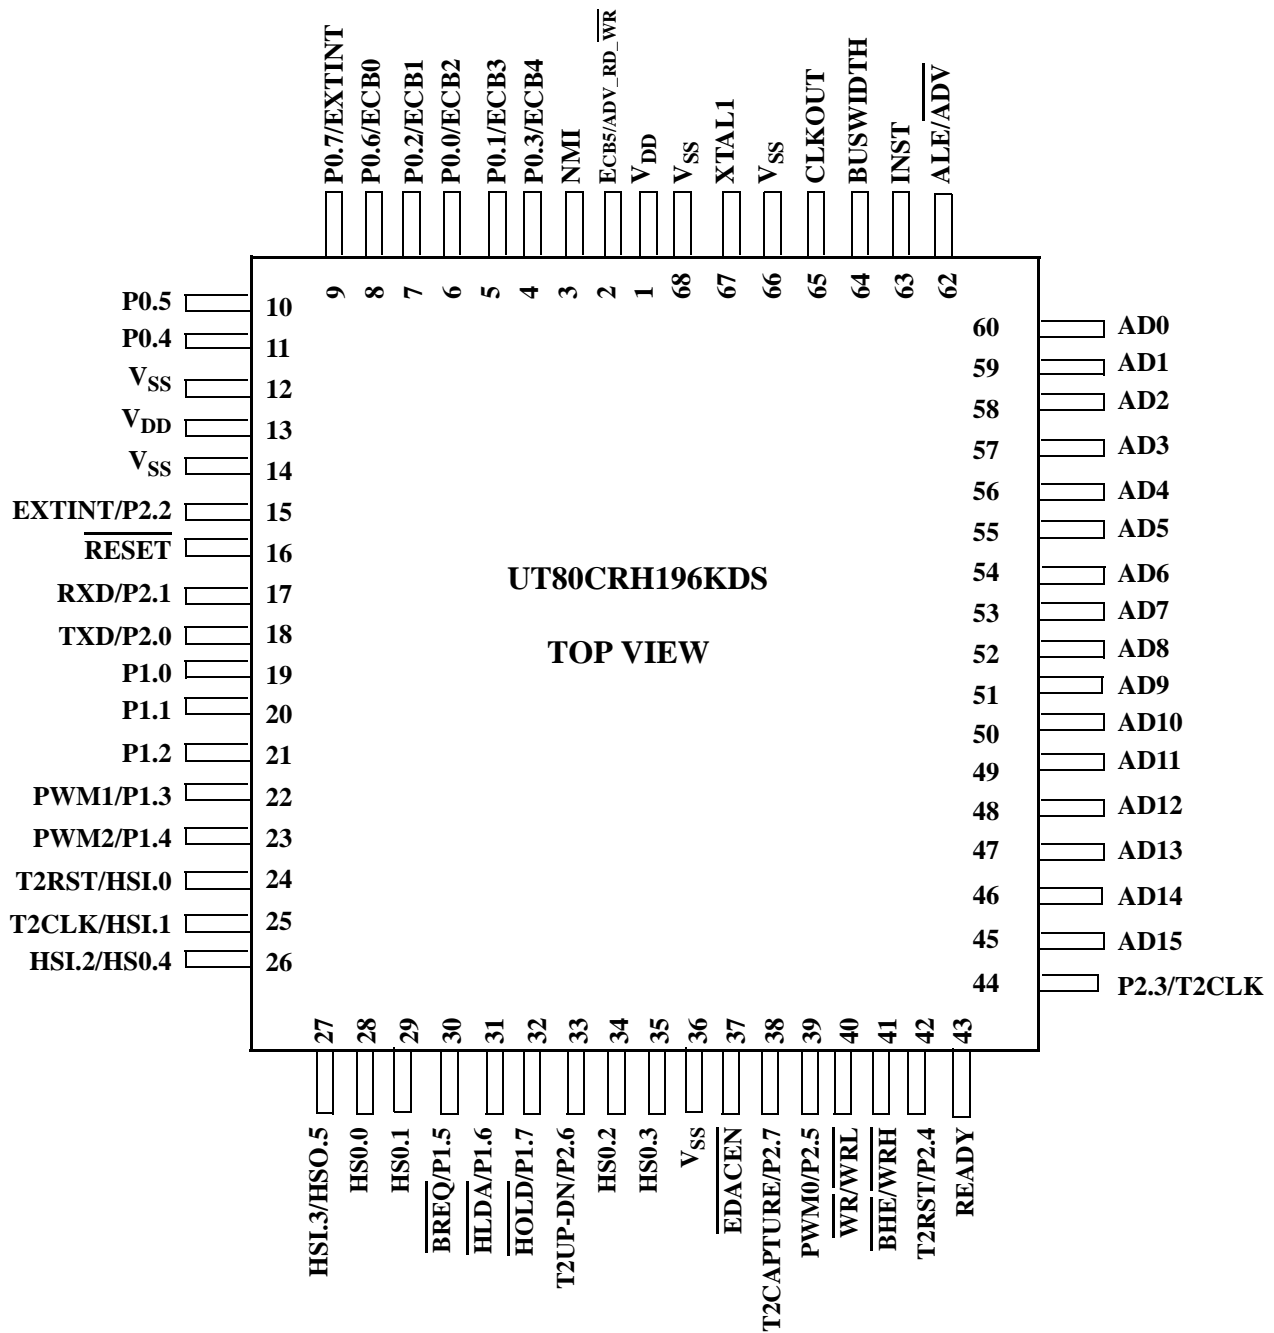 P0.7/EXTINT
P0.6/ECB0
P0.2/ECB1
P0.0/ECB2
P0.1/ECB3
P0.3/ECB4
NMI
ECB5/ADV_RD_WR
VDD
VSS
XTAL1
VSS
CLKOUT
BUSWIDTH
INST
ALE/ADV
9
8
7
6
5
4
3
2
1
68
67
66
65
64
63
62
P0.5 10
P0.4 11
VSS 12
VDD 13
VSS 14
EXTINT/P2.2 15
RESET 16
RXD/P2.1 17
TXD/P2.0 18
P1.0 19
P1.1 20
P1.2 21
PWM1/P1.3 22
PWM2/P1.4 23
T2RST/HSI.0 24
T2CLK/HSI.1 25
HSI.2/HS0.4 26
UT80CRH196KDS
TOP VIEW
60 AD0
59 AD1
58 AD2
57 AD3
56 AD4
55 AD5
54 AD6
53 AD7
52 AD8
51 AD9
50 AD10
49 AD11
48 AD12
47 AD13
46 AD14
45 AD15
44 P2.3/T2CLK
27
28
29
30
31
32
33
34
35
36
37
38
39
40
41
42
43
HSI.3/HSO.5
HS0.0
HS0.1
BREQ/P1.5
HLDA/P1.6
HOLD/P1.7
T2UP-DN/P2.6
HS0.2
HS0.3
VSS
EDACEN
T2CAPTURE/P2.7
PWM0/P2.5
WR/WRL
BHE/WRH
T2RST/P2.4
READY